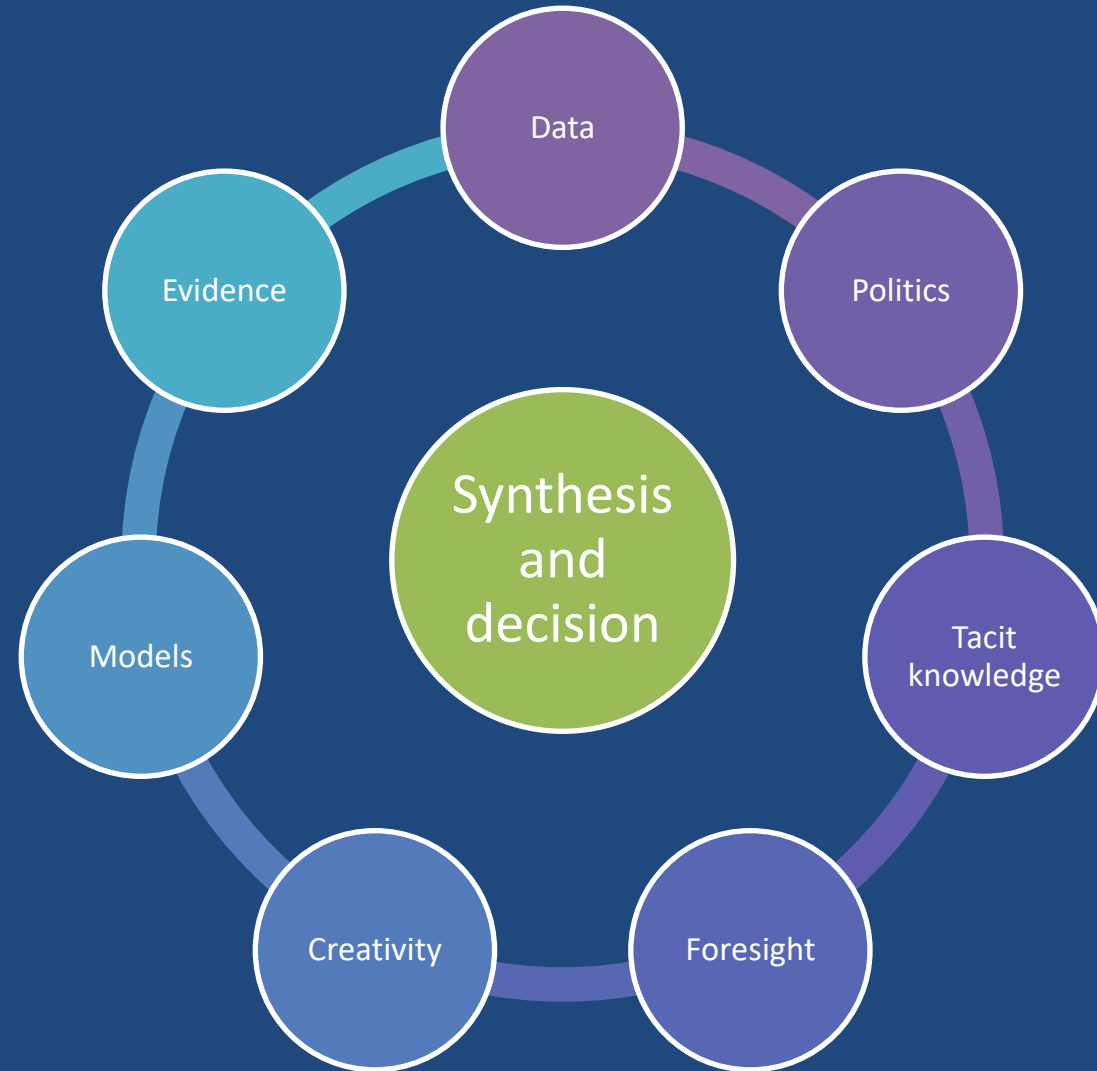 Data
Politics
Tacit
knowledge
Foresight
Creativity
Models
Evidence
Synthesis
and
decision